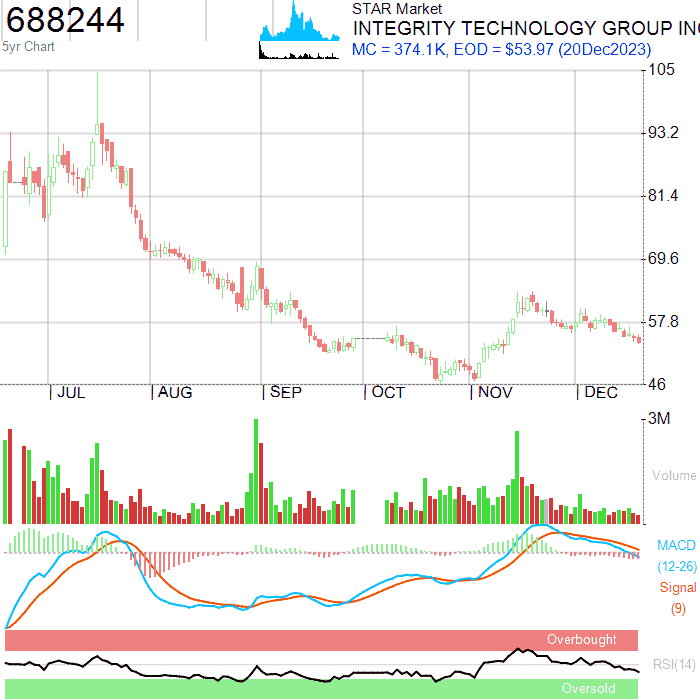 688244
5yr Chart
STAR Market
INTEGRITY TECHNOLOGY GROUP INC
MC = 374.1K, EOD = $53.97 (20Dec2023)
105
93.2
81.4
69.6
57.8
46
JUL AUG SEP OCT NOV DEC
3M
Volume
MACD
(12-26)
Signal
(9)
Overbought
RSI(14)
Oversold